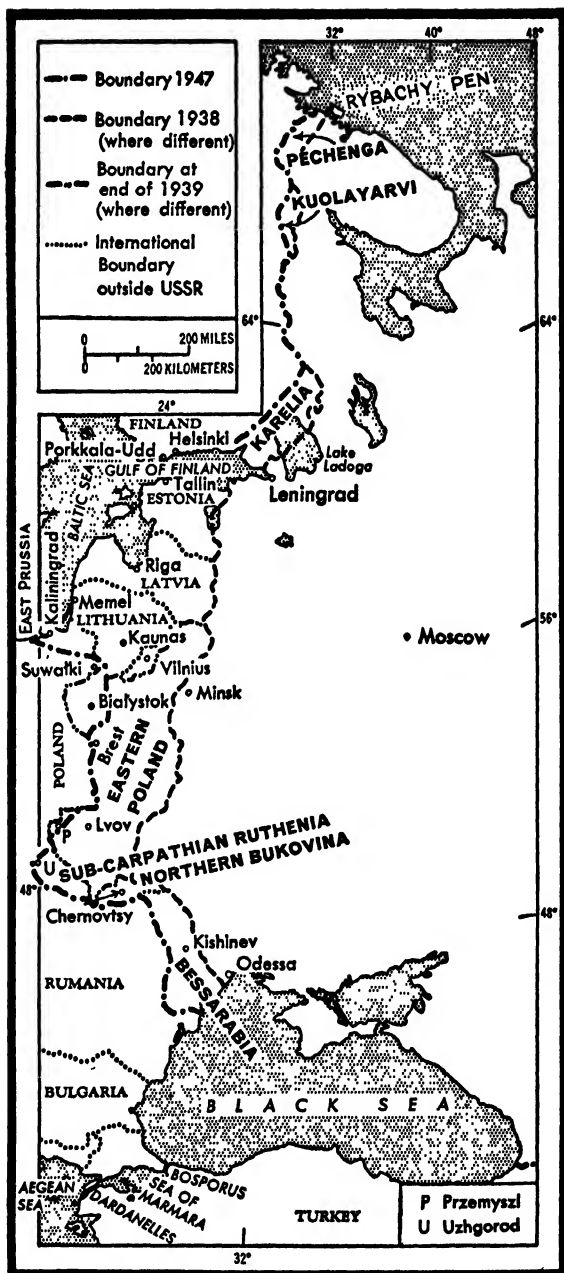 Boundary 1947
Boundary 1938
(where different)
Boundary at
end of 1939
(where different)
International
Boundary
outside USSR
0 200 MILES
0 200 KILOMETERS
32° 40° 48°
RYBACHY PEN
PECHENGA
KUOLAYARVI
64° 64°
24°
FINLAND
KARELIA
Helsinki
Porkkala-Udd
Lake
Ladoga
GULF OF FINLAND
Tallin
ESTONIA
Leningrad
BALTIC SEA
Riga
LATVIA
EAST PRUSSIA
Kaliningrad
Memel
LITHUANIA
56°
Kaunas
Moscow
Suwałki
Vilnius
Minsk
Białystok
POLAND
Brest
EASTERN
POLAND
P
Lvov
U
SUB-CARPATHIAN RUTHENIA
NORTHERN BUKOVINA
48° 48°
Chernovtsy
Kishinev
Odessa
BESSARABIA
RUMANIA
BULGARIA
BLACK SEA
AEGEAN
SEA
BOSPORUS
SEA OF
MARMARA
DARDANELLES
TURKEY
P Przemyszl
U Uzhgorod
32°